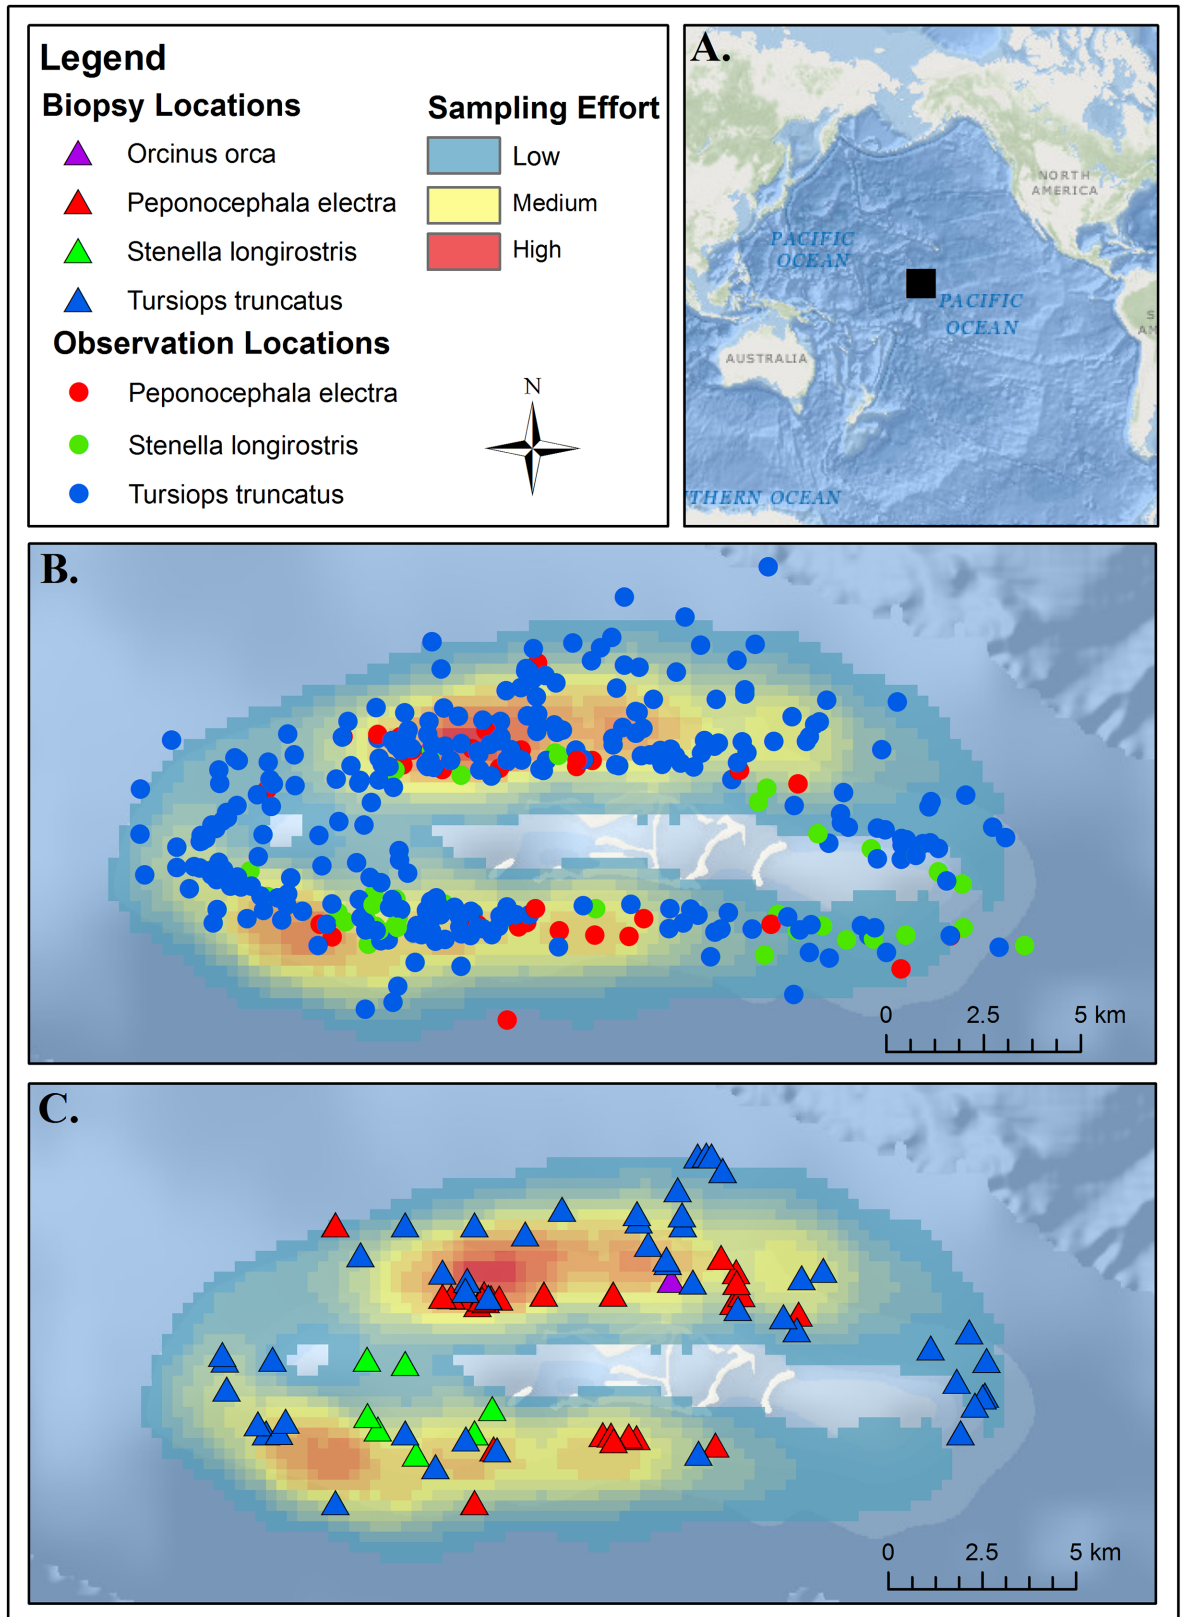 Legend
Biopsy Locations
Orcinus orca
Peponocephala electra
Stenella longirostris
Tursiops truncatus
Observation Locations
Peponocephala electra
Stenella longirostris
Tursiops truncatus
Sampling Effort
Low
Medium
High
N
A.
NORTH
AMERICA
PACIFIC
OCEAN
PACIFIC
OCEAN
S
AM
AUSTRALIA
THERN OCEAN
B.
0 2.5 5 km
C.
0 2.5 5 km